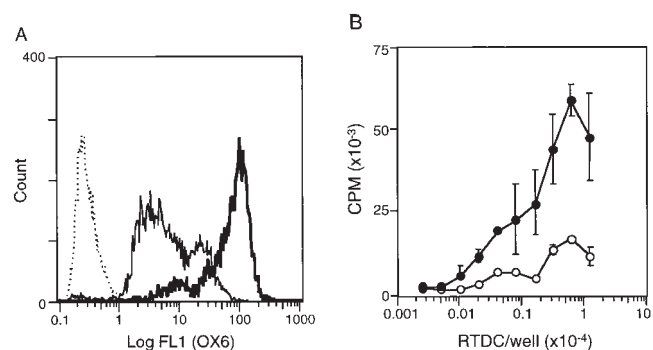 A
400
Count
0
0.1 1 10 100 1000
Log FL1 (OX6)
B
75
50
25
0
CPM (x10-3)
0.001 0.01 0.1 1 10
RTDC/well (x10-4)